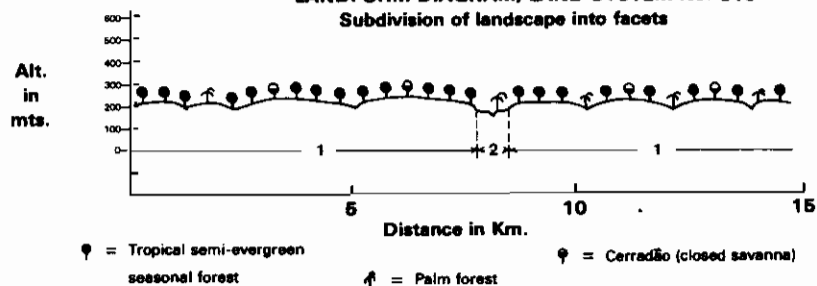 Subdivision of landscape into facets
Alt.
in
mts.
600
500
400
300
200
100
0
1
2
1
5
10
15
Distance in Km.
= Tropical semi-evergreen
seasonal forest
= Palm forest
= Cerradão (closed savanna)